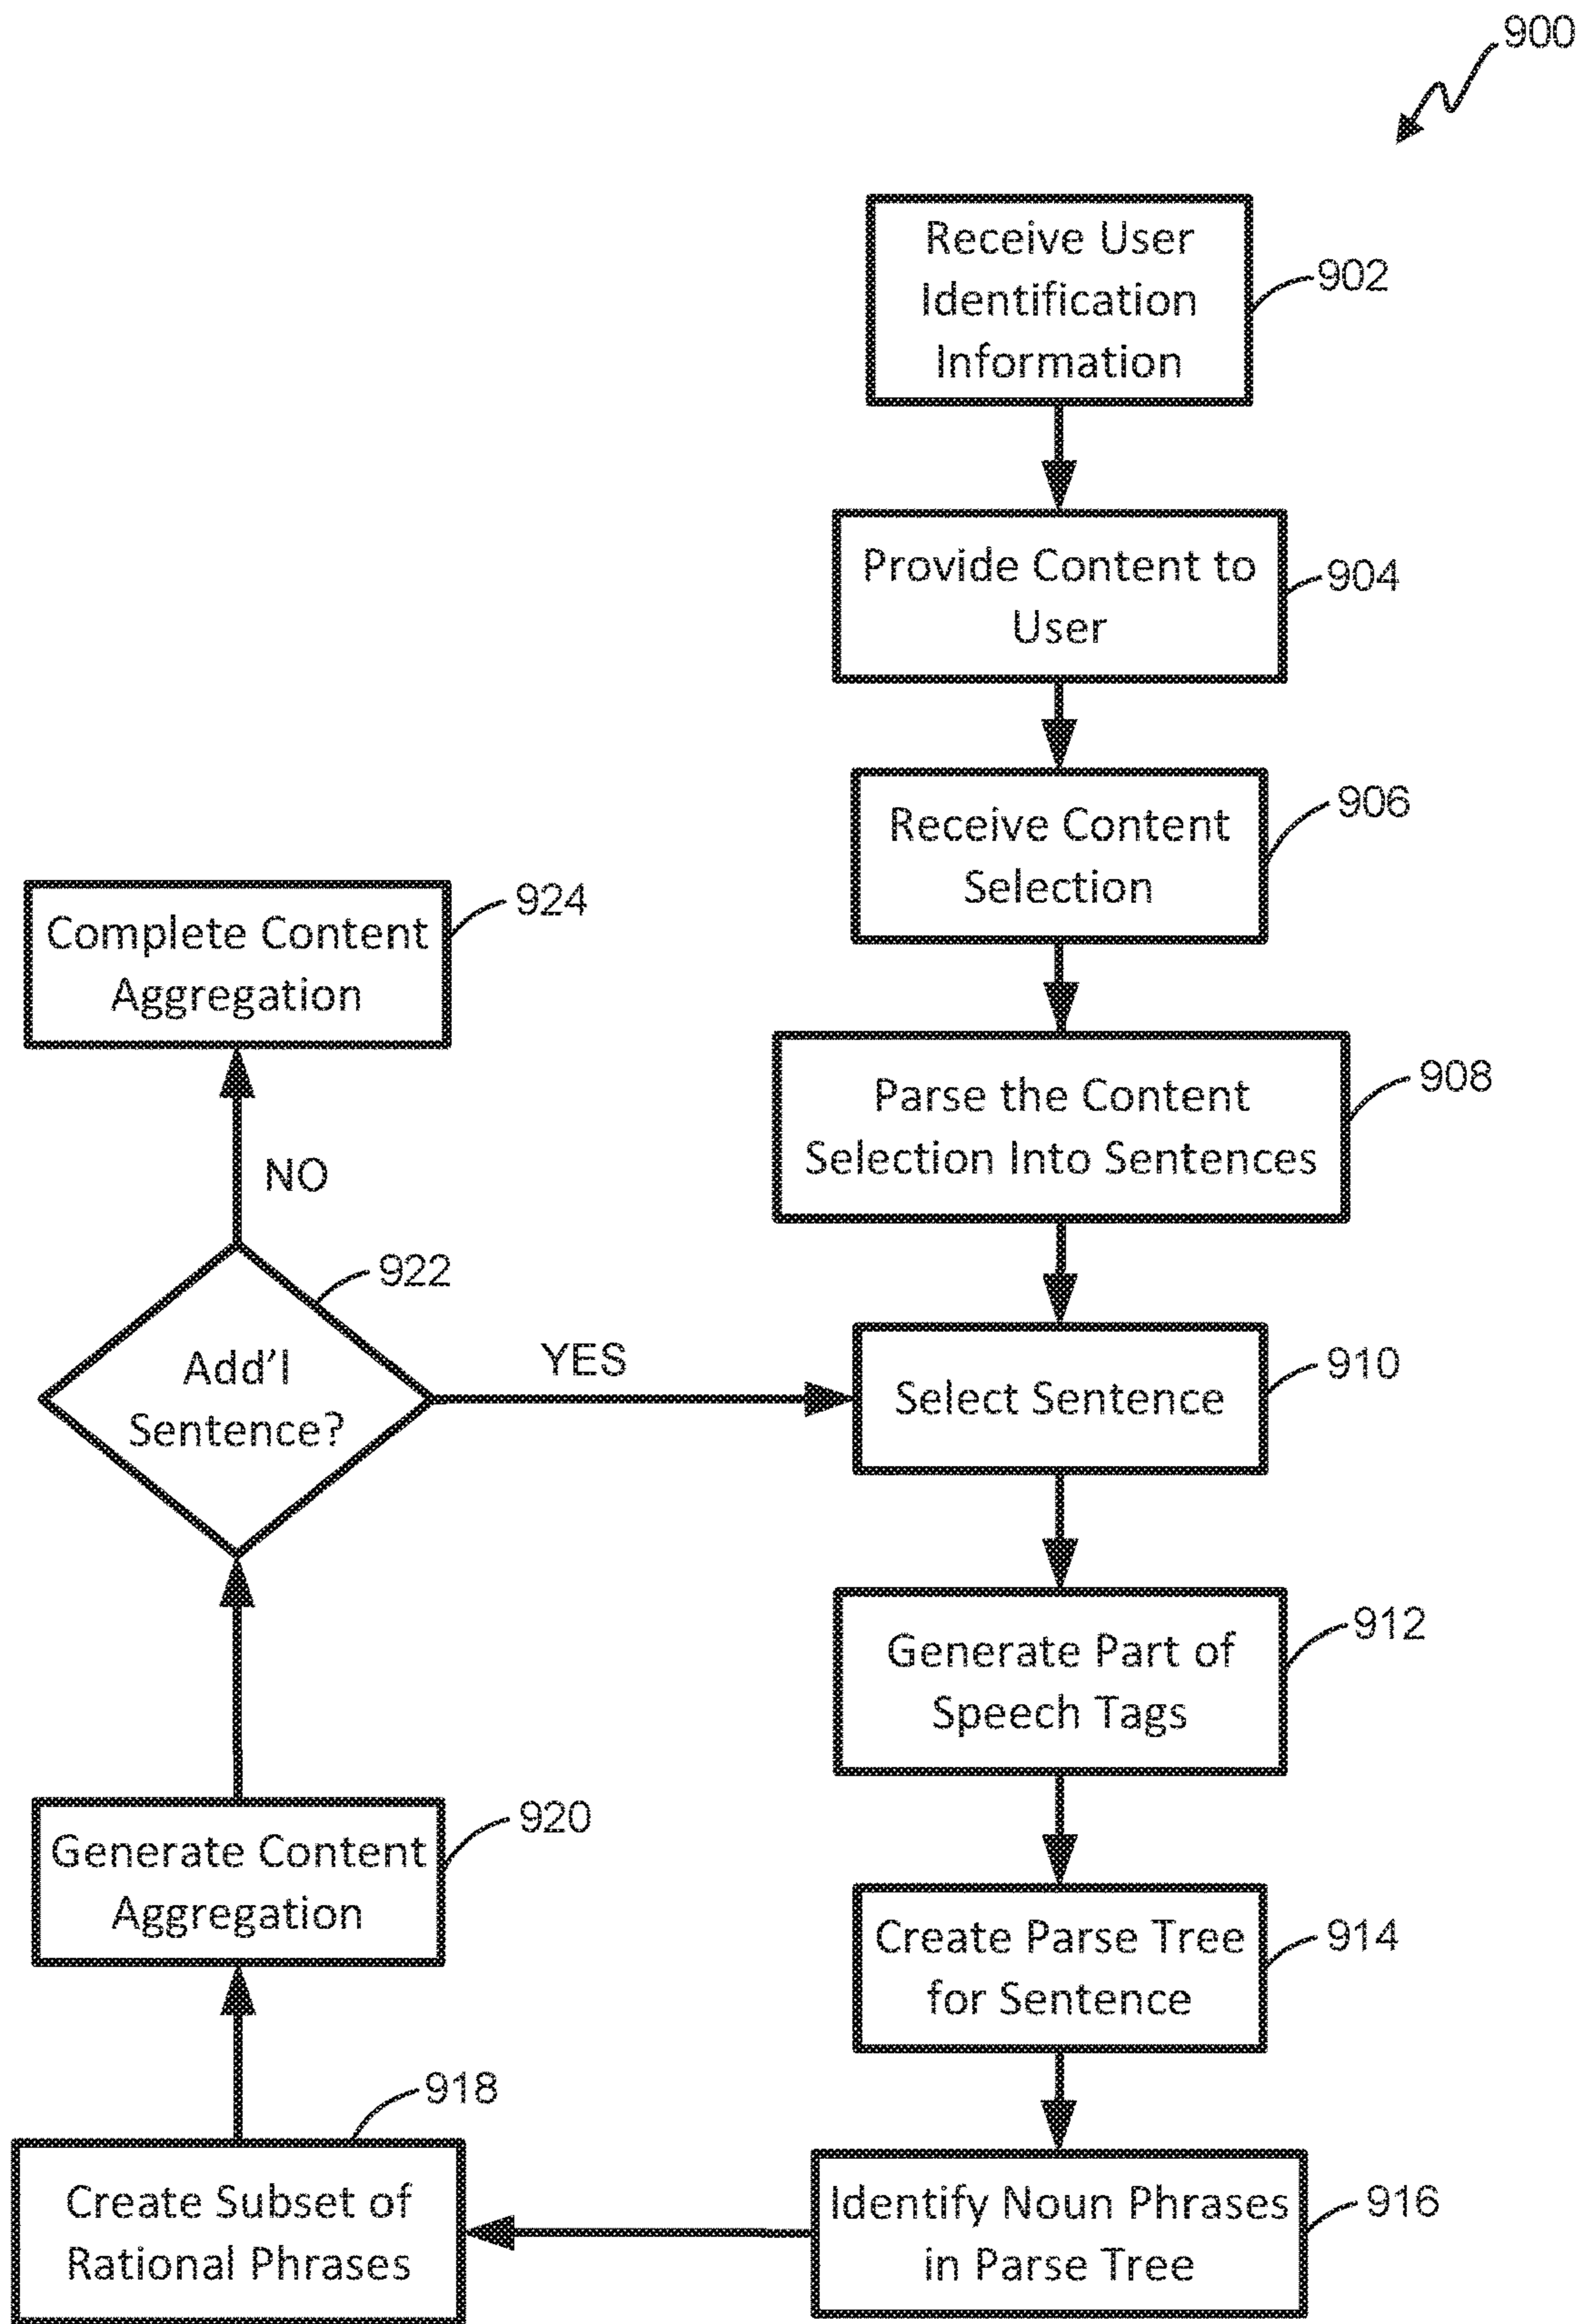 900
Receive User
Identification
Information
902
Provide Content to
User
904
Receive Content
Selection
906
Parse the Content
Selection Into Sentences
908
Select Sentence
910
Generate Part of
Speech Tags
912
Create Parse Tree
for Sentence
914
Identify Noun Phrases
in Parse Tree
916
Create Subset of
Rational Phrases
918
Generate Content
Aggregation
920
Add'l
Sentence?
922
YES
NO
Complete Content
Aggregation
924